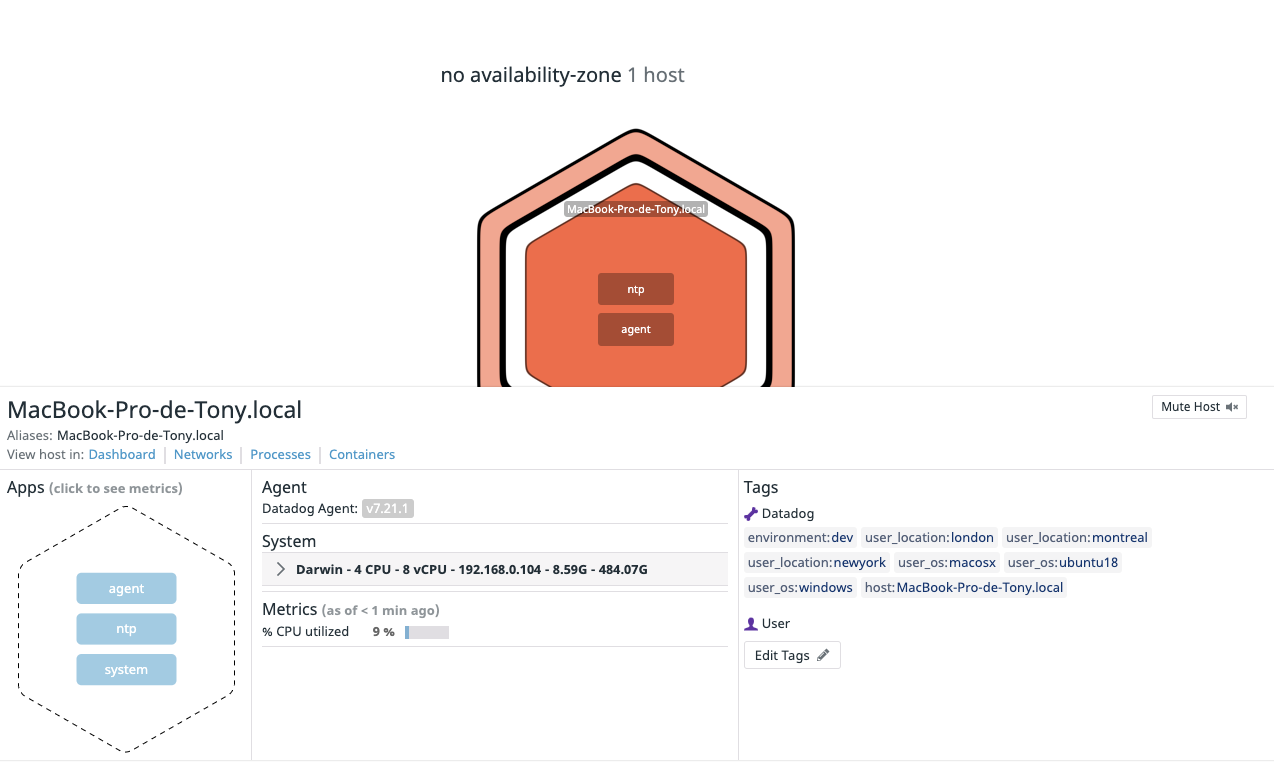 no availability-zone 1 host
MacBook-Pro-de-Tony.local
ntp
agent
MacBook-Pro-de-Tony.local
Mute Host
Aliases: MacBook-Pro-de-Tony.local
View host in: Dashboard | Networks | Processes | Containers
Apps (click to see metrics)
agent
ntp
system
Agent
Datadog Agent: v7.21.1
System
Darwin - 4 CPU - 8 vCPU - 192.168.0.104 - 8.59G - 484.07G
Metrics (as of < 1 min ago)
% CPU utilized 9 %
Tags
Datadog
environment:dev user_location:london user_location:montreal
user_location:newyork user_os:macosx user_os:ubuntu18
user_os:windows host:MacBook-Pro-de-Tony.local
User
Edit Tags